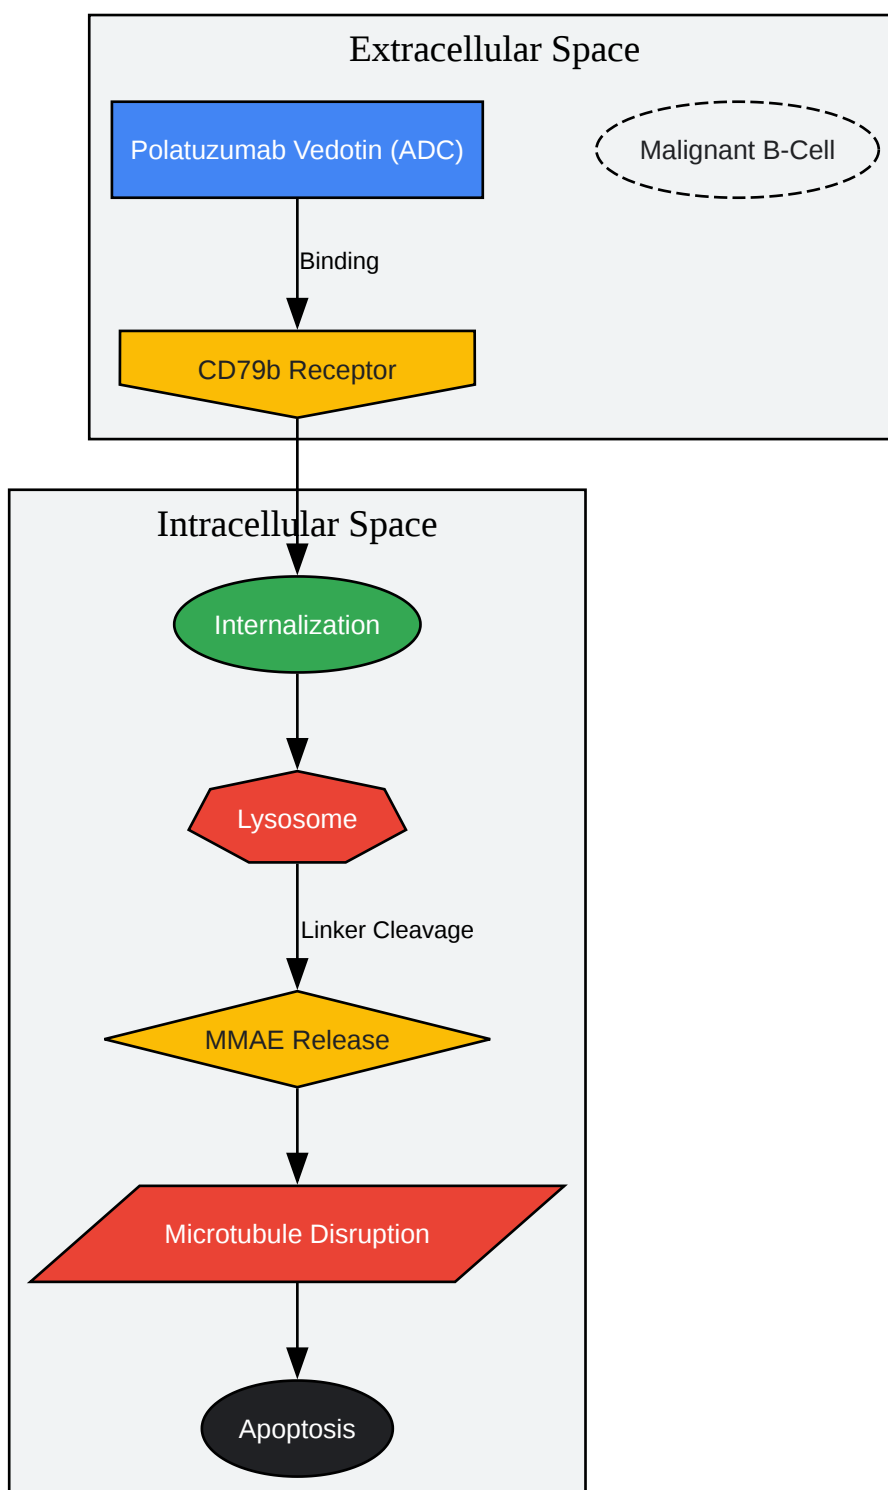 Extracellular Space
Polatuzumab Vedotin (ADC)
Malignant B-Cell
Binding
CD79b Receptor
Intracellular Space
Internalization
Lysosome
Linker Cleavage
MMAE Release
Microtubule Disruption
Apoptosis